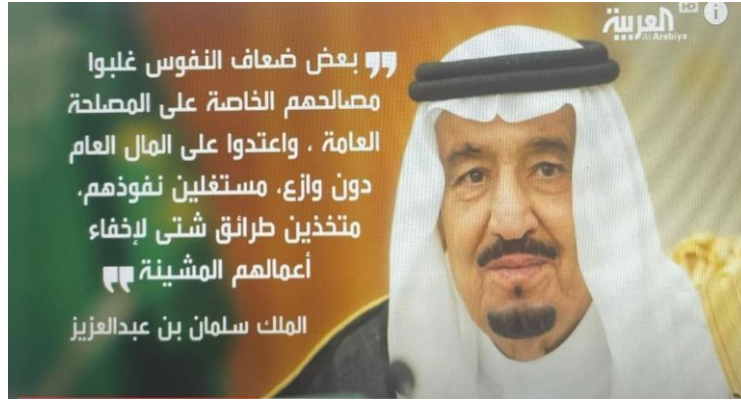 العربية
Al Arabiya
HD
i
"بعض ضعاف النفوس غلبوا
مصالحهم الخاصة على المصلحة
العامة ، واعتدوا على المال العام
دون وازع، مستغلين نفوذهم،
متخذين طرائق شتى لإخفاء
أعمالهم المشينة"
الملك سلمان بن عبدالعزيز